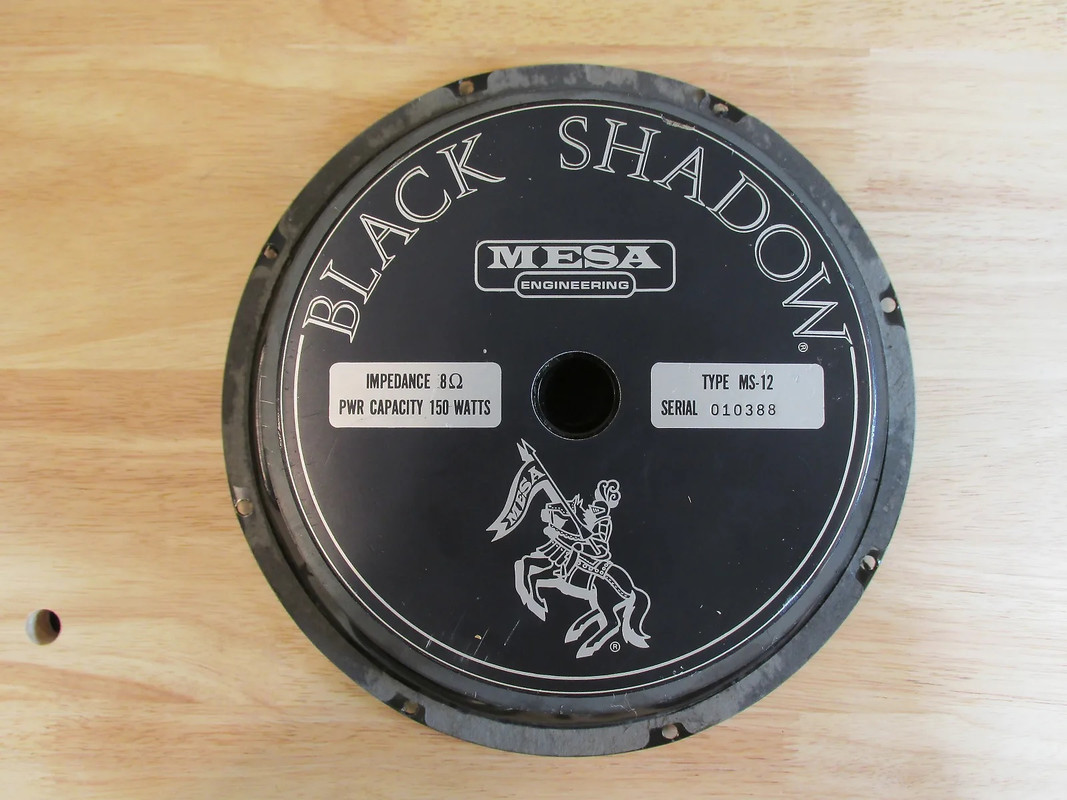 BLACK SHADOW®
MESA
ENGINEERING
IMPEDANCE 8Ω
PWR CAPACITY 150 WATTS
TYPE MS-12
SERIAL 010388
MESA
®